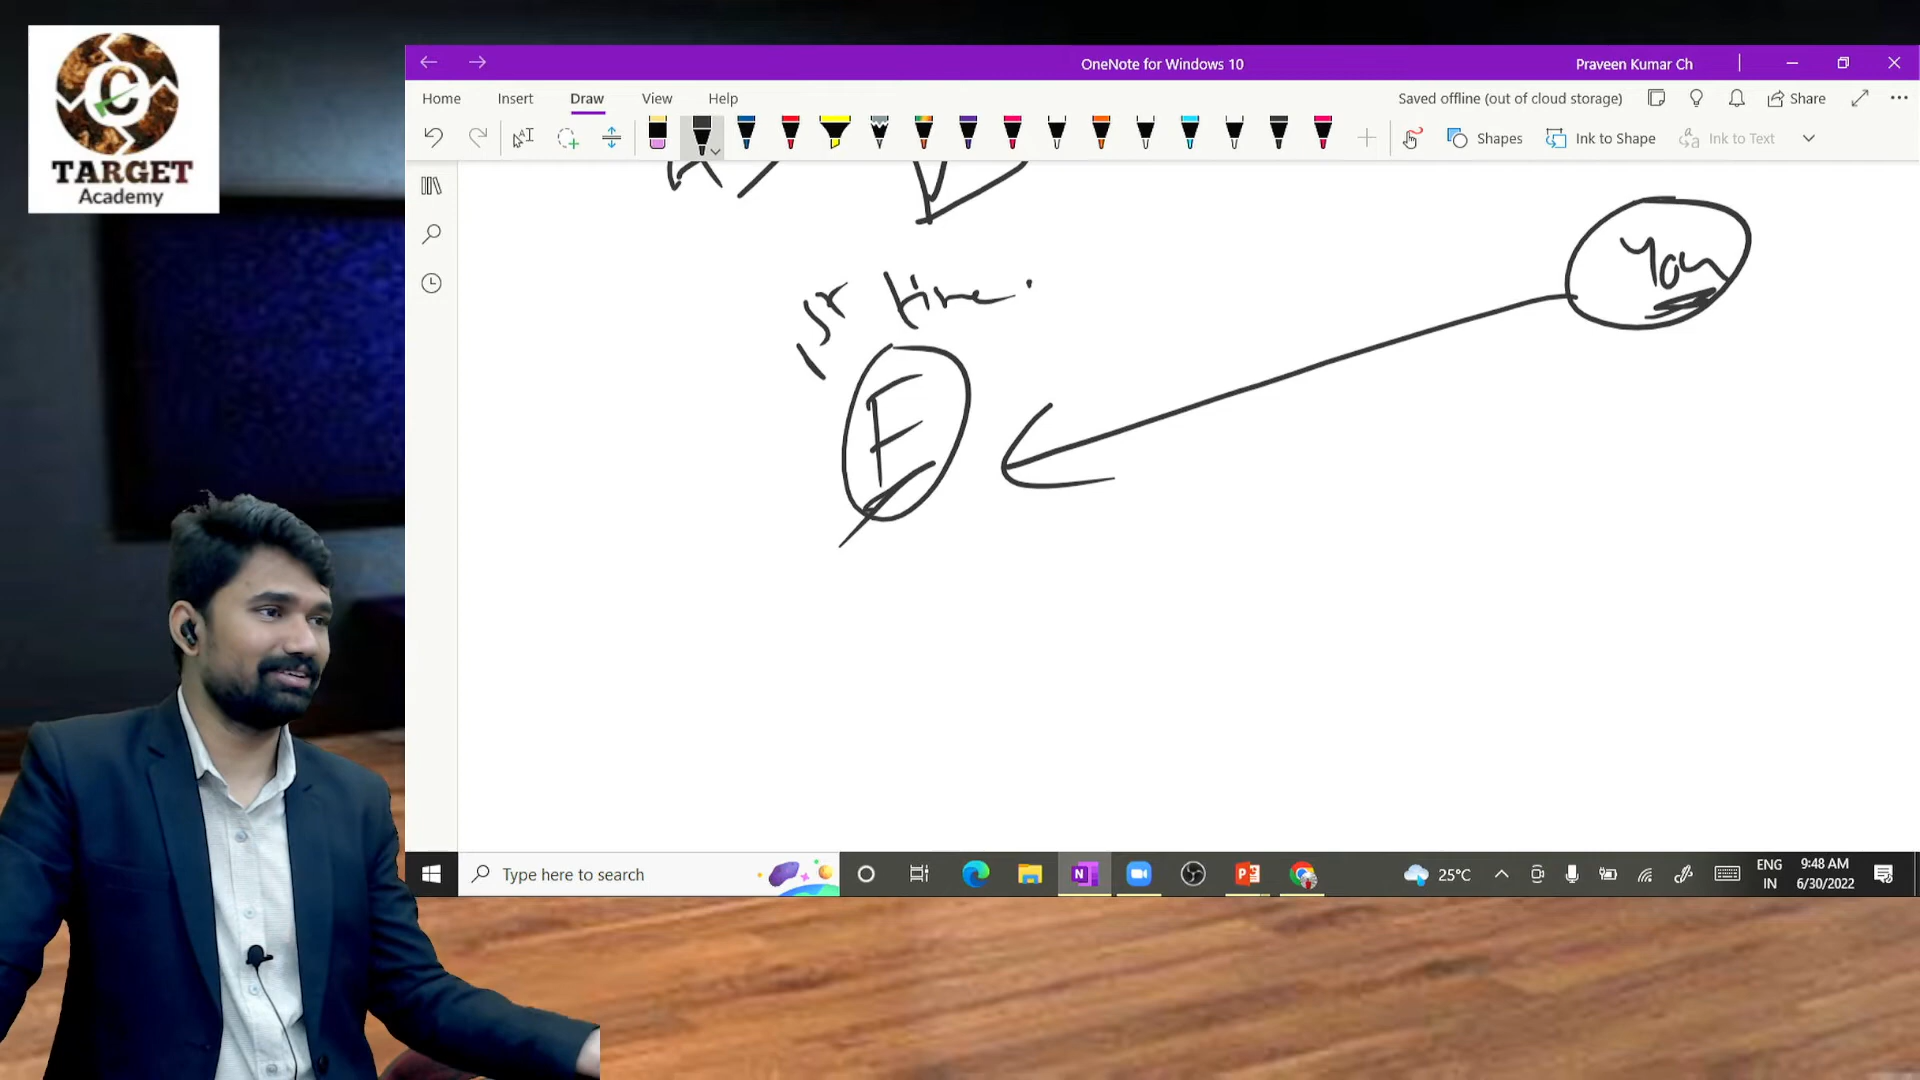 C
TARGET
Academy
OneNote for Windows 10
Praveen Kumar Ch
Home Insert Draw View Help
Saved offline (out of cloud storage)
Share
Shapes
Ink to Shape
Ink to Text
You
1st time.
E
Type here to search
25°C
ENG
IN
9:48 AM
6/30/2022